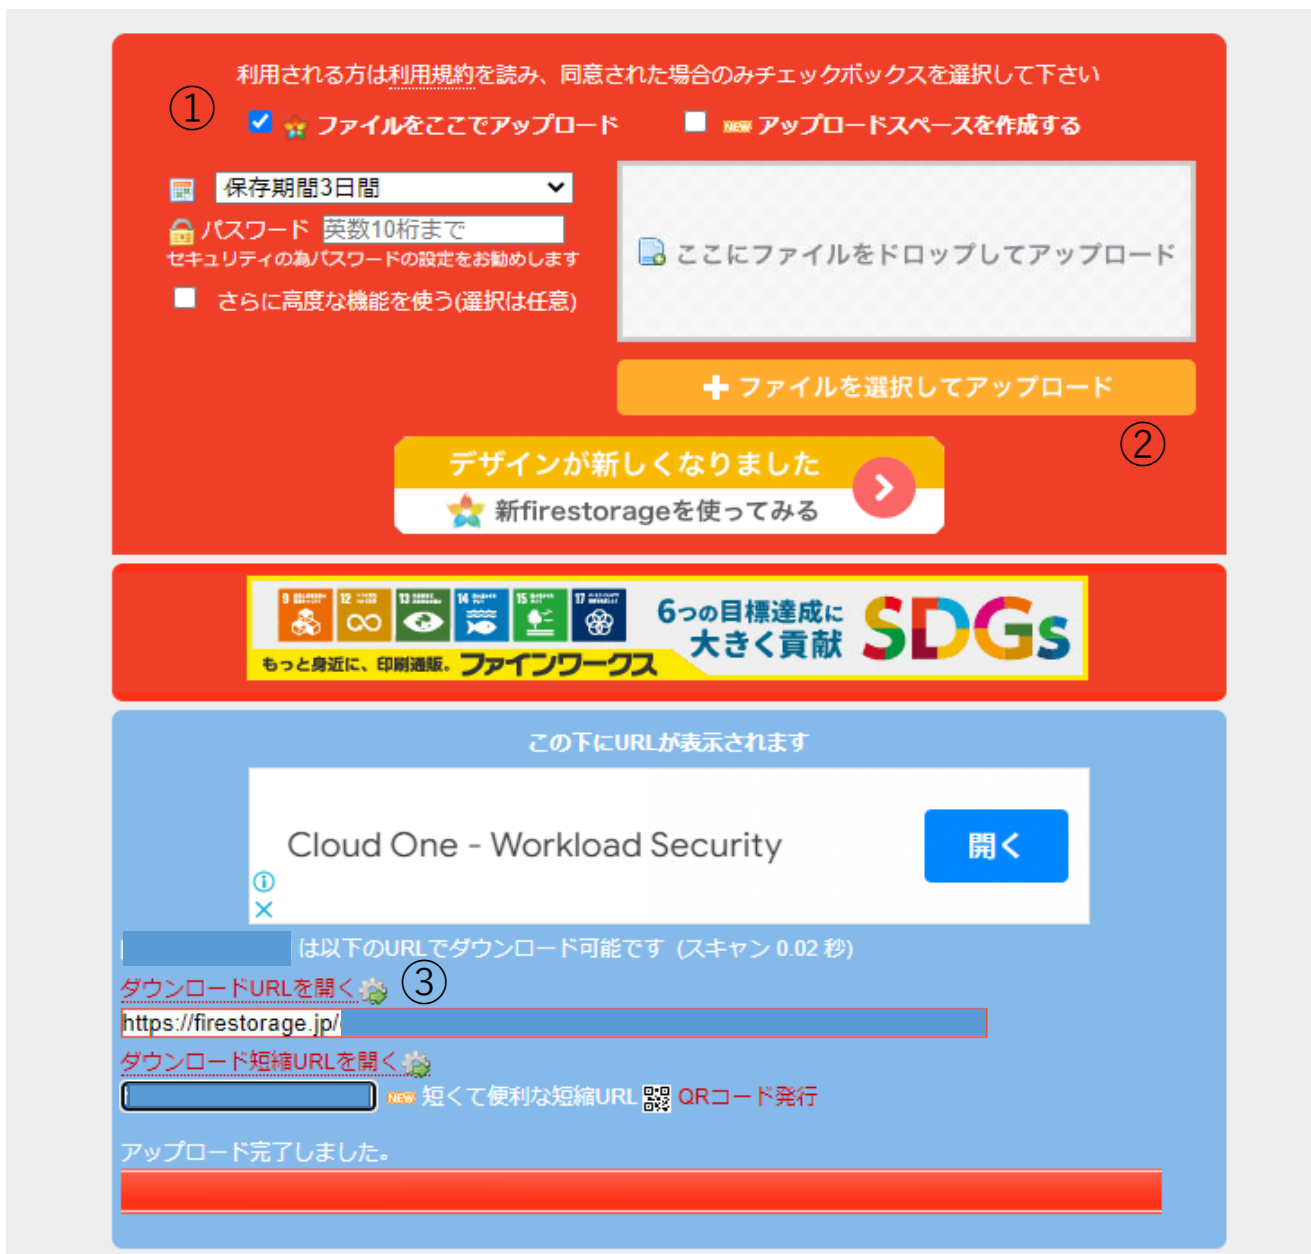 利用される方は利用規約を読み、同意された場合のみチェックボックスを選択して下さい
①
ファイルをここでアップロード
NEW アップロードスペースを作成する
保存期間3日間
パスワード 英数10桁まで
セキュリティの為パスワードの設定をお勧めします
さらに高度な機能を使う(選択は任意)
ここにファイルをドロップしてアップロード
ファイルを選択してアップロード
②
デザインが新しくなりました
新firestorageを使ってみる
9 12 13 14 15 17
6つの目標達成に
大きく貢献
SDGs
もっと身近に、印刷通販。ファインワークス
この下にURLが表示されます
Cloud One - Workload Security
開く
は以下のURLでダウンロード可能です (スキャン 0.02 秒)
ダウンロードURLを開く
③
https://firestorage.jp/
ダウンロード短縮URLを開く
NEW 短くて便利な短縮URL QRコード発行
アップロード完了しました。